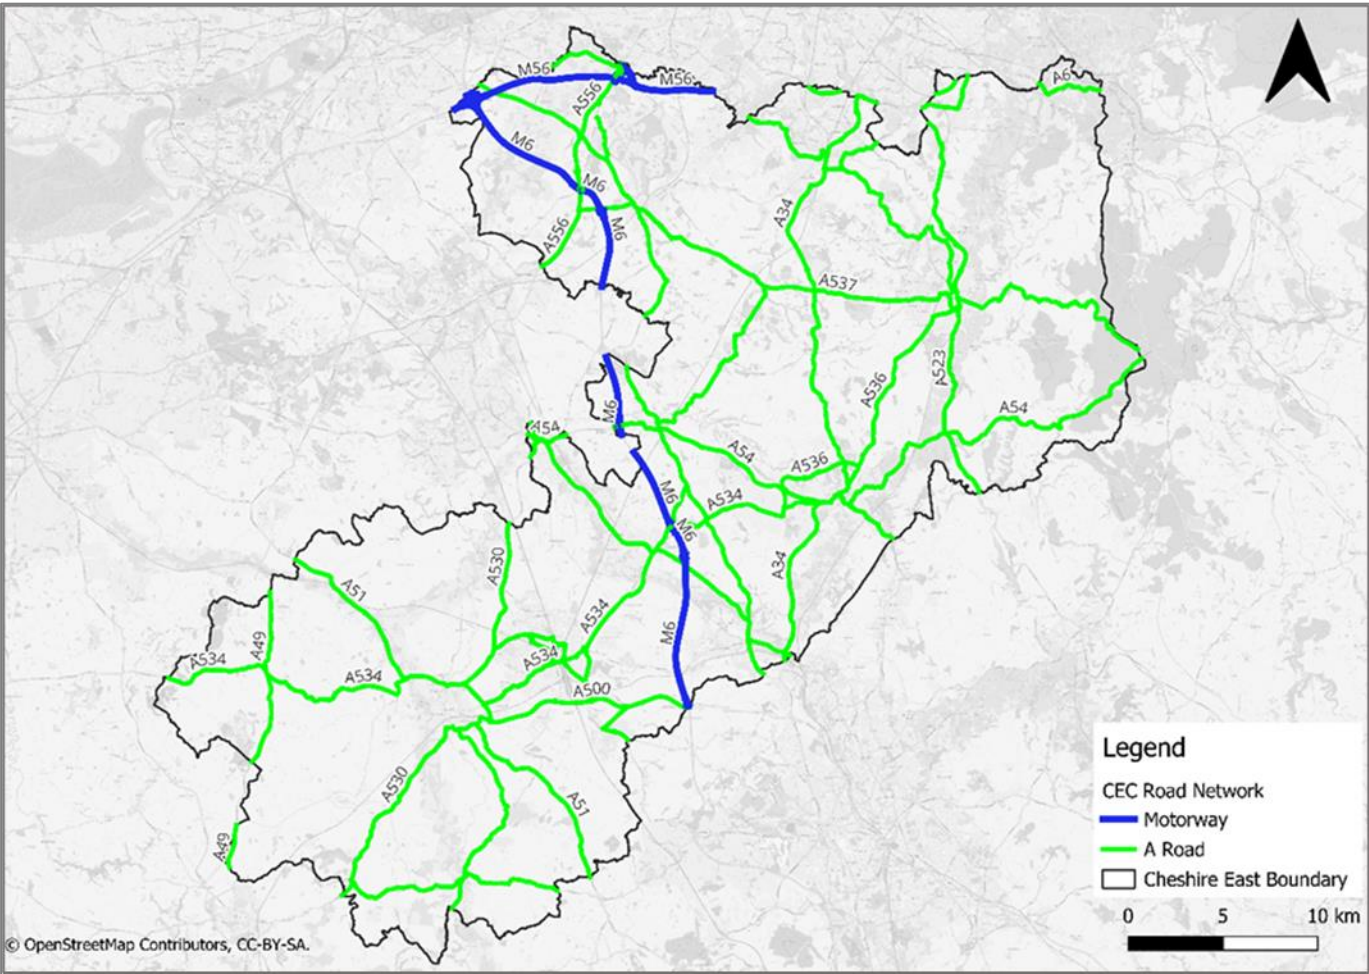 M56
M56
A6
A556
M6
M6
A556
M6
A34
A537
A523
A536
M6
A54
A54
A54
A536
M6
A534
M6
A530
A34
A51
A534
M6
A49
A534
A534
A534
A500
A530
A51
A49
Legend
CEC Road Network
Motorway
A Road
Cheshire East Boundary
0 5 10 km
© OpenStreetMap Contributors, CC-BY-SA.